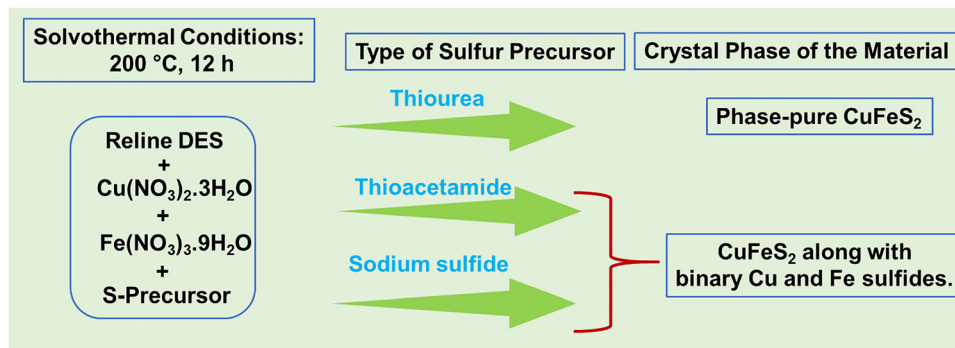 Solvothermal Conditions:
200 °C, 12 h
Type of Sulfur Precursor
Crystal Phase of the Material
Reline DES
+
Cu(NO₃)₂.3H₂O
+
Fe(NO₃)₃.9H₂O
+
S-Precursor
Thiourea
Phase-pure CuFeS₂
Thioacetamide
Sodium sulfide
CuFeS₂ along with
binary Cu and Fe sulfides.